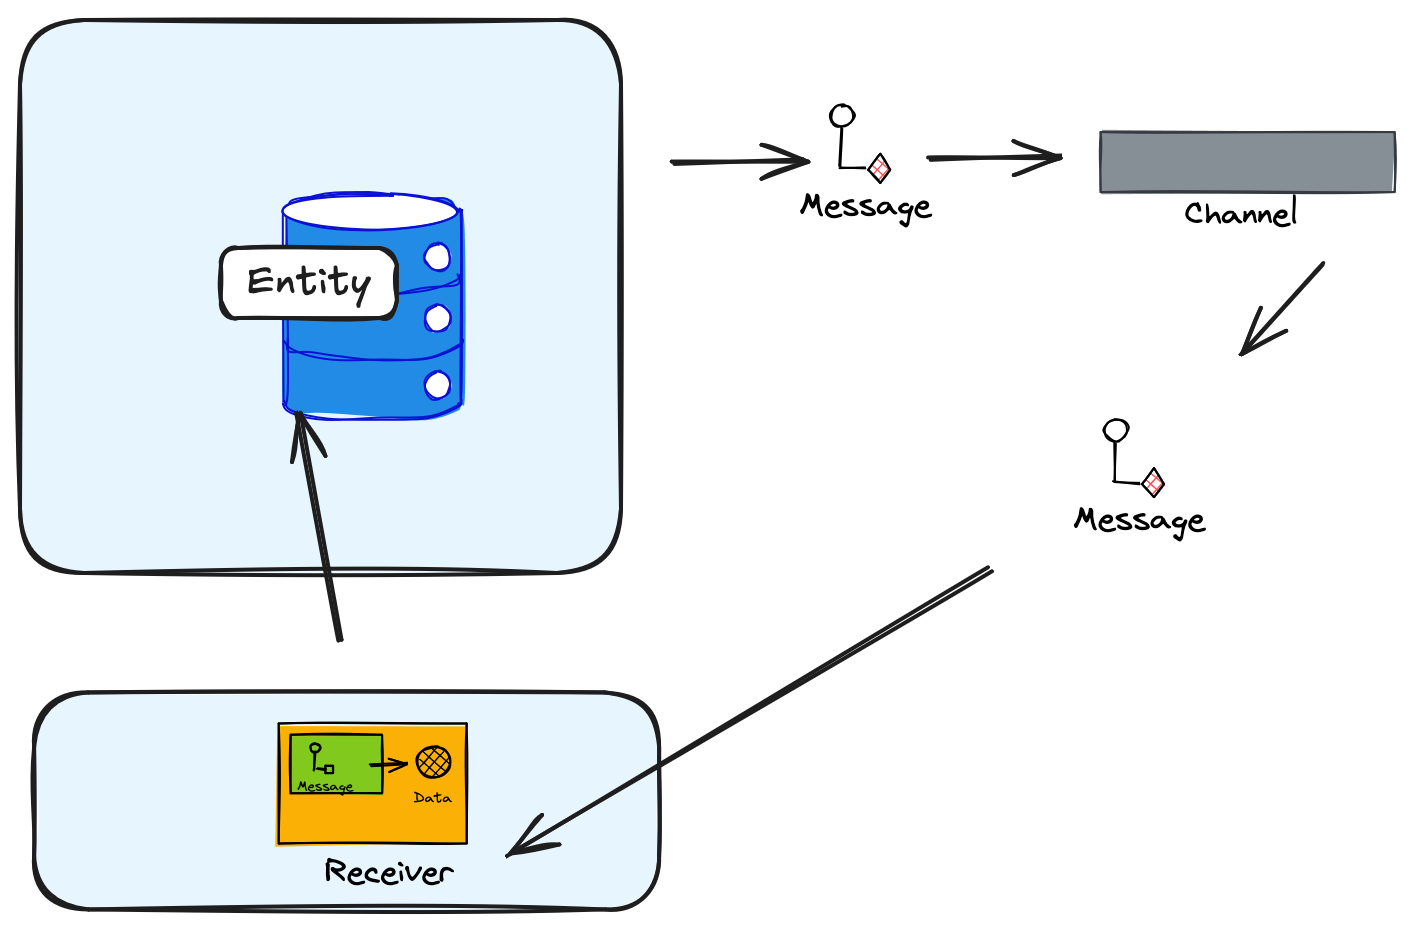 Message
Channel
Entity
Message
Message
Data
Receiver